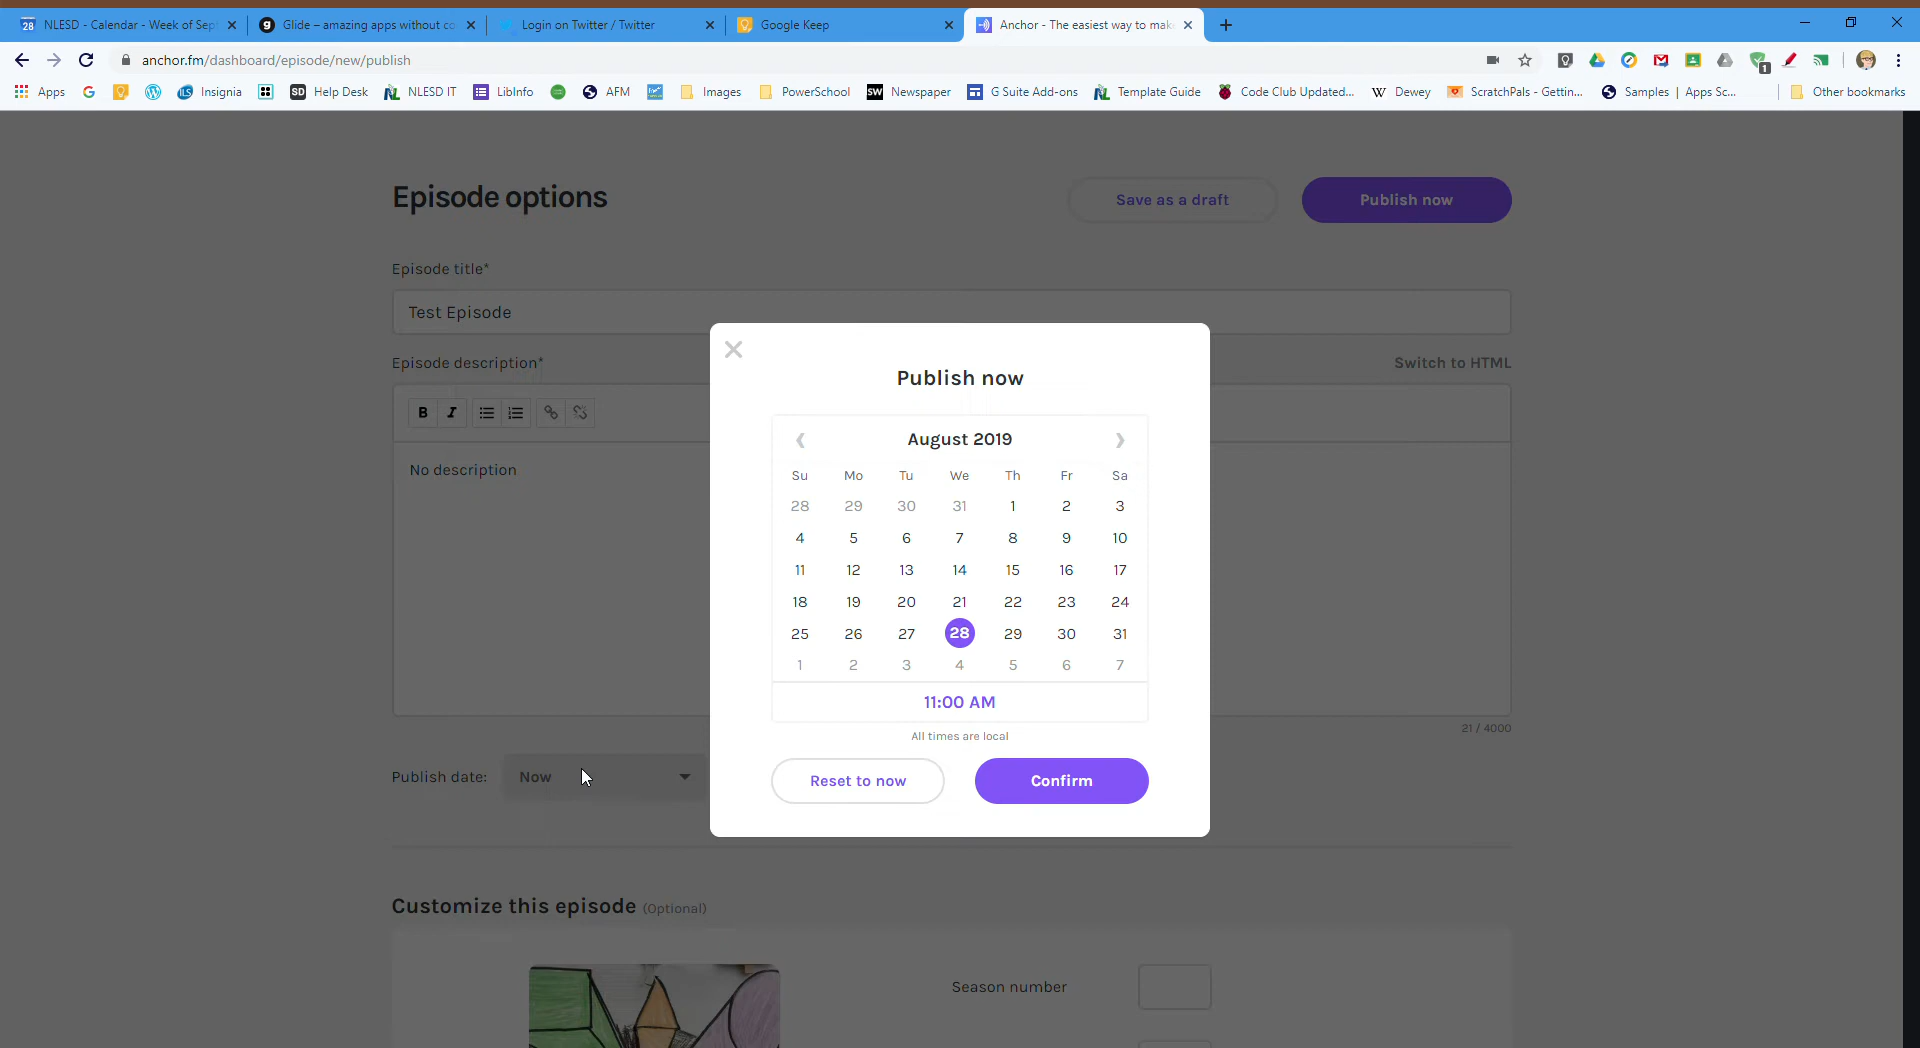 NLESD - Calendar - Week of Sep
Glide – amazing apps without co
Login on Twitter / Twitter
Google Keep
Anchor - The easiest way to mak
anchor.fm/dashboard/episode/new/publish
Apps Insignia Help Desk NLESD IT LibInfo AFM Images PowerSchool Newspaper G Suite Add-ons Template Guide Code Club Updated... Dewey ScratchPals - Gettin... Samples | Apps Sc... Other bookmarks
Episode options
Save as a draft
Publish now
Episode title*
Test Episode
Episode description*
Switch to HTML
B I
No description
21 / 4000
Publish date: Now
Publish now
August 2019
Su Mo Tu We Th Fr Sa
28 29 30 31 1 2 3
4 5 6 7 8 9 10
11 12 13 14 15 16 17
18 19 20 21 22 23 24
25 26 27 28 29 30 31
1 2 3 4 5 6 7
11:00 AM
All times are local
Reset to now
Confirm
Customize this episode (Optional)
Season number